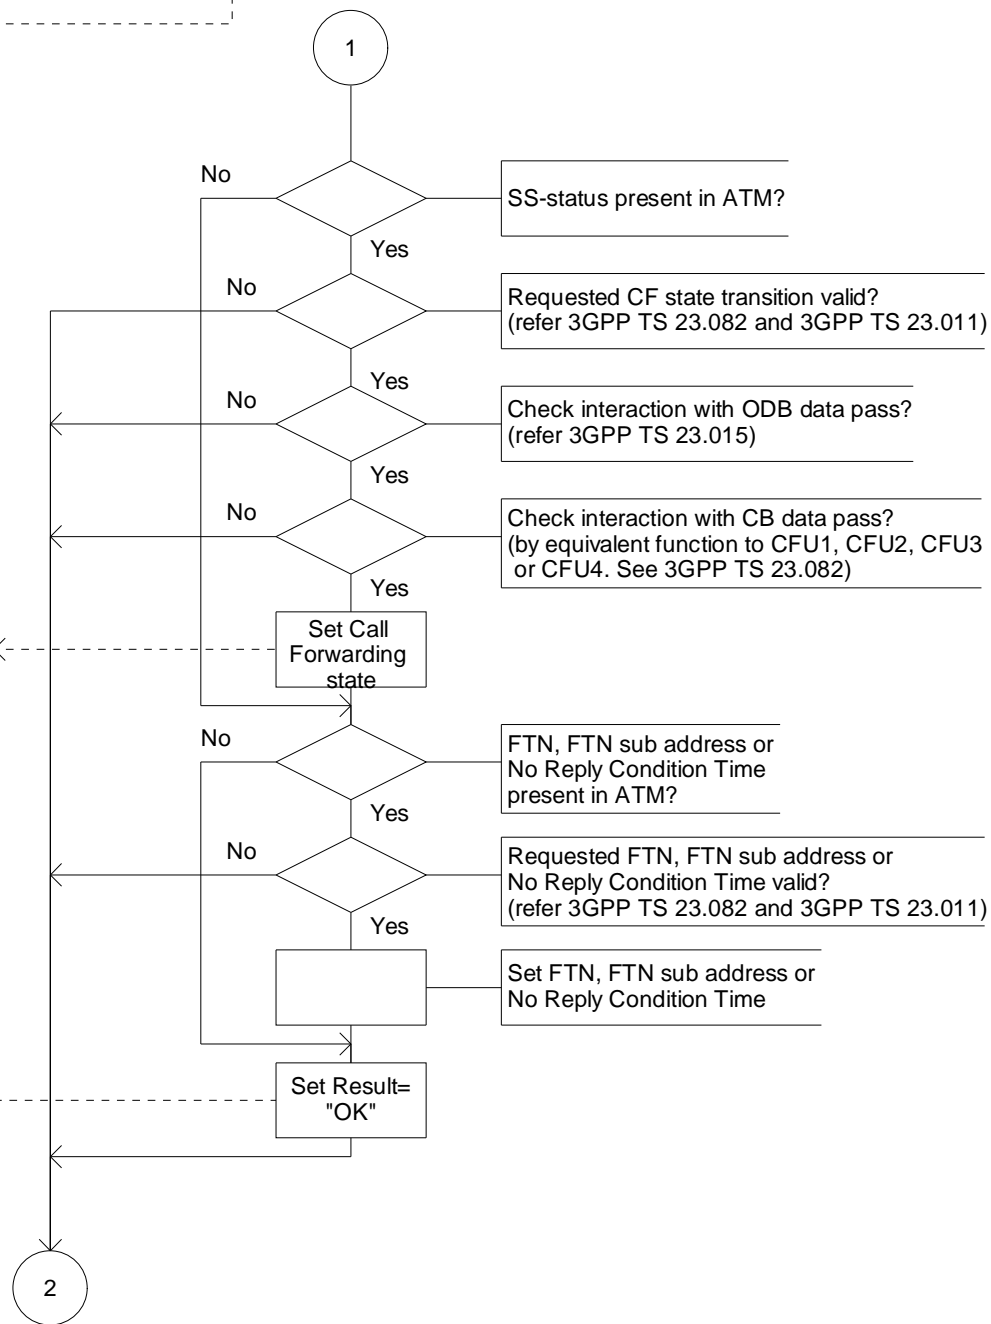 1
No
SS-status present in ATM?
Yes
No
Requested CF state transition valid?
(refer 3GPP TS 23.082 and 3GPP TS 23.011)
Yes
No
Check interaction with ODB data pass?
(refer 3GPP TS 23.015)
Yes
No
Check interaction with CB data pass?
(by equivalent function to CFU1, CFU2, CFU3
or CFU4. See 3GPP TS 23.082)
Yes
Set Call
Forwarding
state
No
FTN, FTN sub address or
No Reply Condition Time
present in ATM?
Yes
No
Requested FTN, FTN sub address or
No Reply Condition Time valid?
(refer 3GPP TS 23.082 and 3GPP TS 23.011)
Yes
Set FTN, FTN sub address or
No Reply Condition Time
Set Result=
"OK"
2